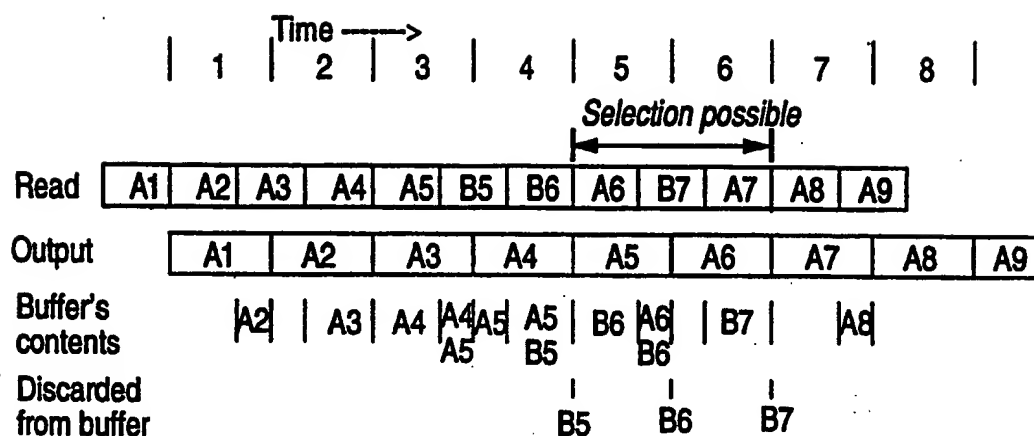 Time ----->
| 1 | 2 | 3 | 4 | 5 | 6 | 7 | 8 |
Selection possible
Read A1 A2 A3 A4 A5 B5 B6 A6 B7 A7 A8 A9
Output A1 A2 A3 A4 A5 A6 A7 A8 A9
Buffer's contents A2 A3 A4 A4 A5 A5 A5 B5 B6 A6 B6 B7 A8
Discarded from buffer B5 B6 B7